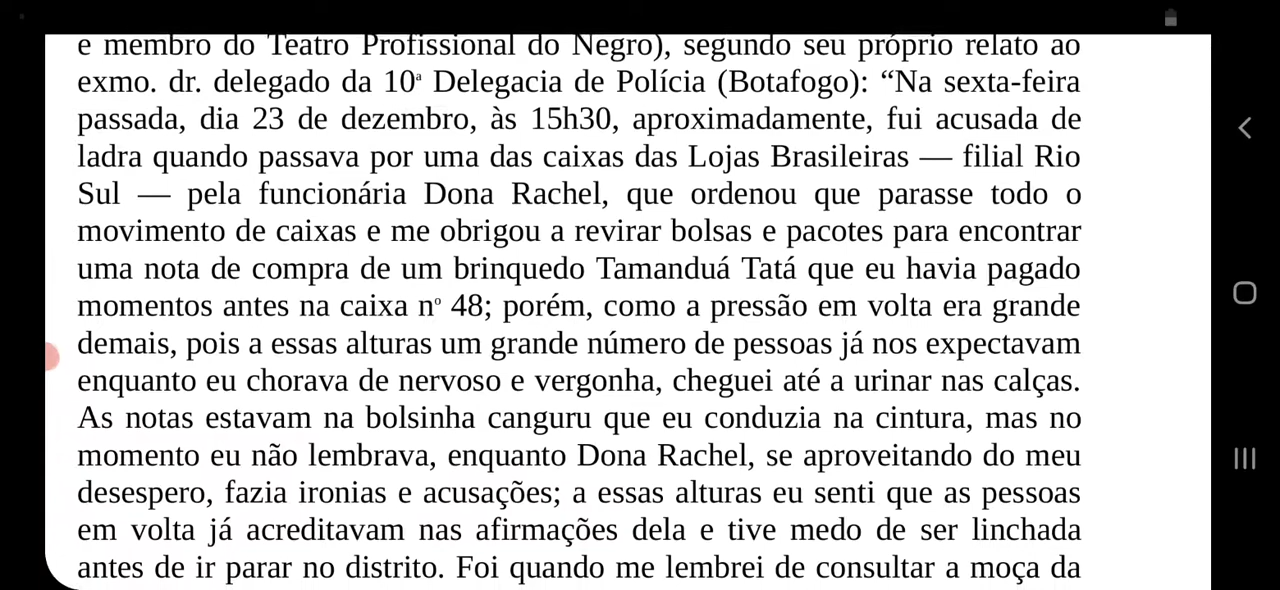 e membro do Teatro Profissional do Negro), segundo seu próprio relato ao
exmo. dr. delegado da 10ª Delegacia de Polícia (Botafogo): “Na sexta-feira
passada, dia 23 de dezembro, às 15h30, aproximadamente, fui acusada de
ladra quando passava por uma das caixas das Lojas Brasileiras — filial Rio
Sul — pela funcionária Dona Rachel, que ordenou que parasse todo o
movimento de caixas e me obrigou a revirar bolsas e pacotes para encontrar
uma nota de compra de um brinquedo Tamanduá Tatá que eu havia pagado
momentos antes na caixa nº 48; porém, como a pressão em volta era grande
demais, pois a essas alturas um grande número de pessoas já nos expectavam
enquanto eu chorava de nervoso e vergonha, cheguei até a urinar nas calças.
As notas estavam na bolsinha canguru que eu conduzia na cintura, mas no
momento eu não lembrava, enquanto Dona Rachel, se aproveitando do meu
desespero, fazia ironias e acusações; a essas alturas eu senti que as pessoas
em volta já acreditavam nas afirmações dela e tive medo de ser linchada
antes de ir parar no distrito. Foi quando me lembrei de consultar a moça da